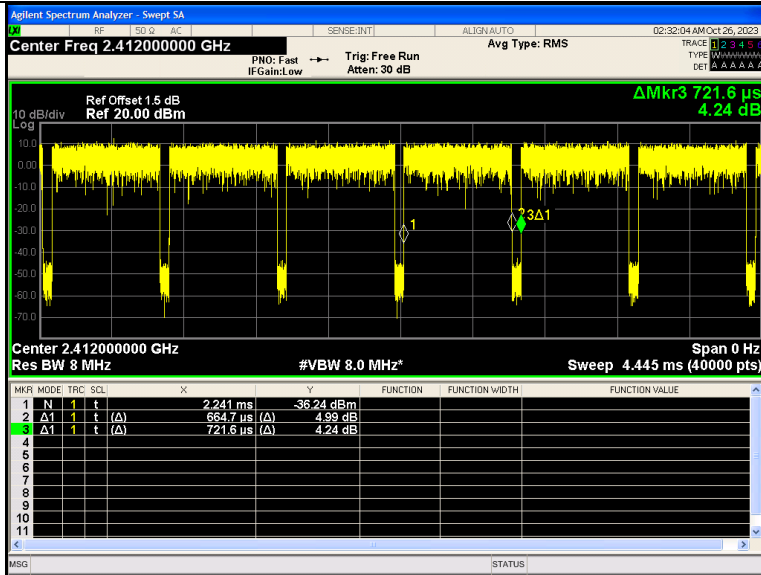 Agilent Spectrum Analyzer - Swept SA
LXI RF 50 Ω AC SENSE:INT ALIGN AUTO 02:32:04 AM Oct 26, 2023
Center Freq 2.412000000 GHz Avg Type: RMS TRACE 1 2 3 4 5 6
PNO: Fast Trig: Free Run TYPE WWWWWW
IFGain:Low Atten: 30 dB DET A A A A A A
ΔMkr3 721.6 µs
Ref Offset 1.5 dB
10 dB/div Ref 20.00 dBm 4.24 dB
Log
10.0
0.00
-10.0
-20.0
23Δ1
-30.0 1
-40.0
-50.0
-60.0
-70.0
Center 2.412000000 GHz Span 0 Hz
Res BW 8 MHz #VBW 8.0 MHz* Sweep 4.445 ms (40000 pts)
MKR MODE TRC SCL X Y FUNCTION FUNCTION WIDTH FUNCTION VALUE
1 N 1 t 2.241 ms -36.24 dBm
2 Δ1 1 t (Δ) 664.7 µs (Δ) 4.99 dB
3 Δ1 1 t (Δ) 721.6 µs (Δ) 4.24 dB
4
5
6
7
8
9
10
11
MSG STATUS